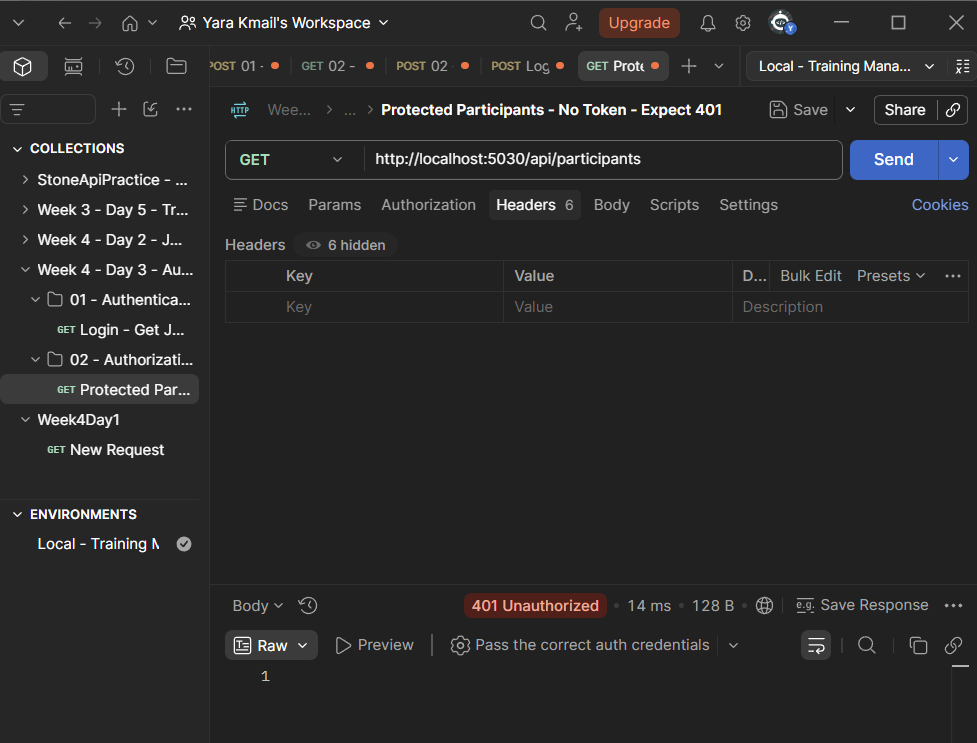 Yara Kmail's Workspace
Upgrade
POST 01 -
GET 02 -
POST 02
POST Log
GET Prote
Local - Training Mana...
HTTP
Wee...
...
Protected Participants - No Token - Expect 401
Save
Share
COLLECTIONS
StoneApiPractice - ...
Week 3 - Day 5 - Tr...
Week 4 - Day 2 - J...
Week 4 - Day 3 - Au...
01 - Authentica...
GET Login - Get J...
02 - Authorizati...
GET Protected Par...
Week4Day1
GET New Request
ENVIRONMENTS
Local - Training M
GET
http://localhost:5030/api/participants
Send
Docs
Params
Authorization
Headers 6
Body
Scripts
Settings
Cookies
Headers
6 hidden
Key
Value
D...
Bulk Edit
Presets
Key
Value
Description
Body
401 Unauthorized
14 ms
128 B
e.g. Save Response
Raw
Preview
Pass the correct auth credentials
1
Y